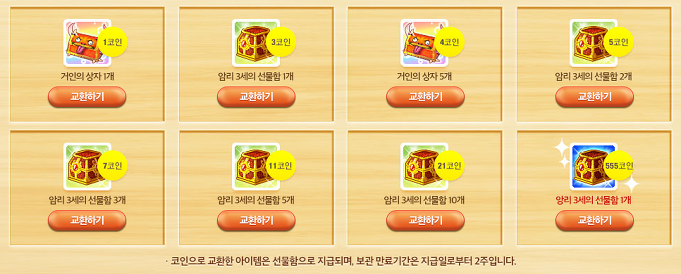 1코인
3코인
4코인
5코인
거인의 상자 1개
암리 3세의 선물함 1개
거인의 상자 5개
암리 3세의 선물함 2개
교환하기
교환하기
교환하기
교환하기
7코인
11코인
21코인
555코인
암리 3세의 선물함 3개
암리 3세의 선물함 5개
암리 3세의 선물함 10개
앙리 3세의 선물함 1개
교환하기
교환하기
교환하기
교환하기
· 코인으로 교환한 아이템은 선물함으로 지급되며, 보관 만료기간은 지급일로부터 2주입니다.